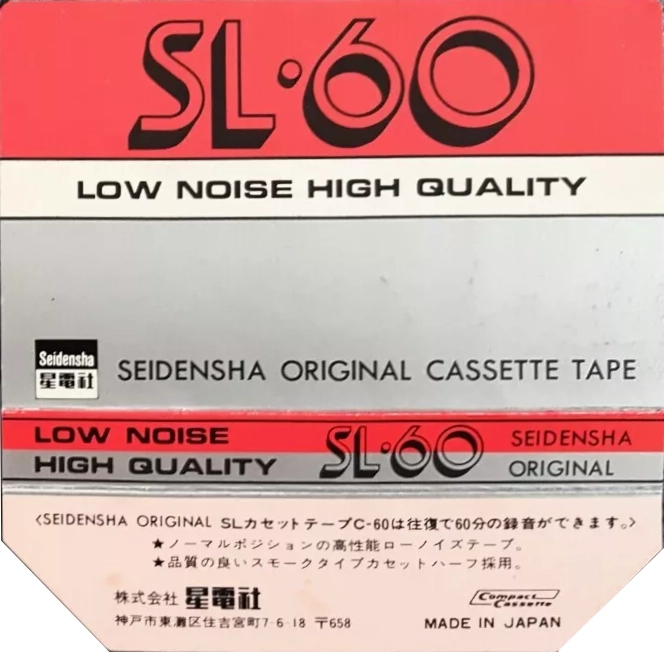 SL·60
LOW NOISE HIGH QUALITY
Seidensha
星電社
SEIDENSHA ORIGINAL CASSETTE TAPE
LOW NOISE
HIGH QUALITY
SL·60
SEIDENSHA
ORIGINAL
〈SEIDENSHA ORIGINAL SLカセットテープC-60は往復で60分の録音ができます。〉
★ノーマルポジションの高性能ローノイズテープ。
★品質の良いスモークタイプカセットハーフ採用。
株式会社 星電社
神戸市東灘区住吉宮町7-6-18 〒658
Compact
Cassette
MADE IN JAPAN